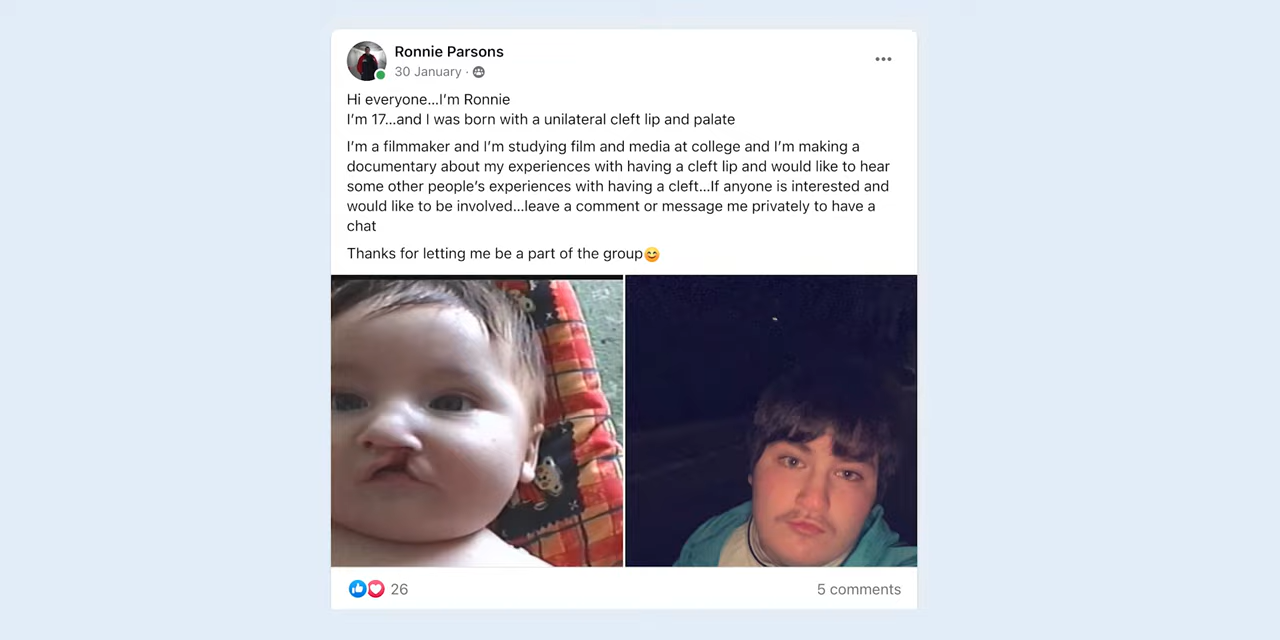 Ronnie Parsons
30 January ·
Hi everyone...I'm Ronnie
I'm 17...and I was born with a unilateral cleft lip and palate
I'm a filmmaker and I'm studying film and media at college and I'm making a
documentary about my experiences with having a cleft lip and would like to hear
some other people's experiences with having a cleft...If anyone is interested and
would like to be involved...leave a comment or message me privately to have a
chat
Thanks for letting me be a part of the group😊
26
5 comments